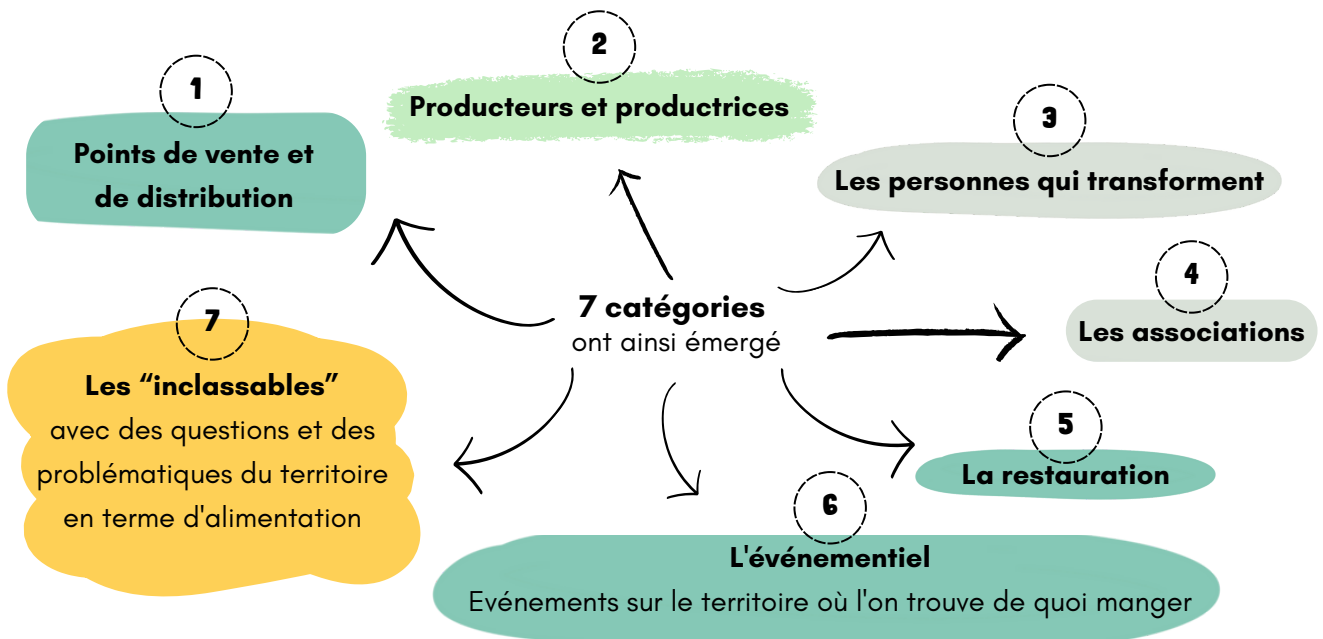 1
Points de vente et
de distribution
2
Producteurs et productrices
3
Les personnes qui transforment
4
Les associations
7 catégories
ont ainsi émergé
5
La restauration
6
L'événementiel
Evénements sur le territoire où l'on trouve de quoi manger
7
Les “inclassables”
avec des questions et des
problématiques du territoire
en terme d'alimentation